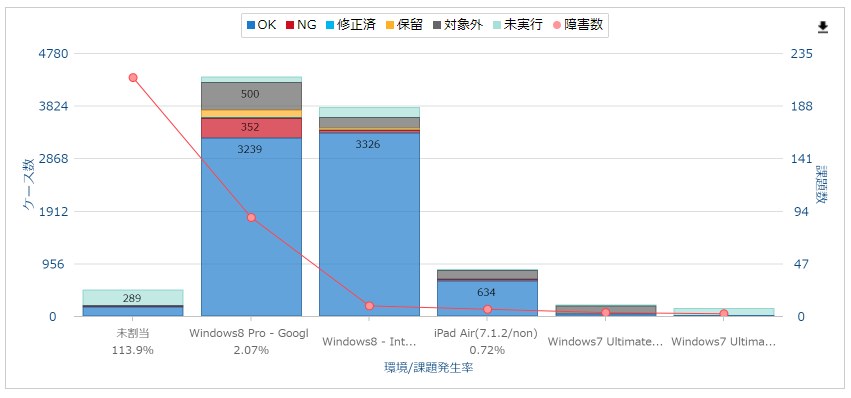 OK NG 修正済 保留 対象外 未実行 障害数
4780 235
3824 188
2868 141
1912 94
956 47
0 0
ケース数
課題数
500
352
3239
3326
289
634
未割当 Windows8 Pro - Googl Windows8 - Int... iPad Air(7.1.2/non) Windows7 Ultimate... Windows7 Ultima...
113.9% 2.07% 0.72%
環境/課題発生率